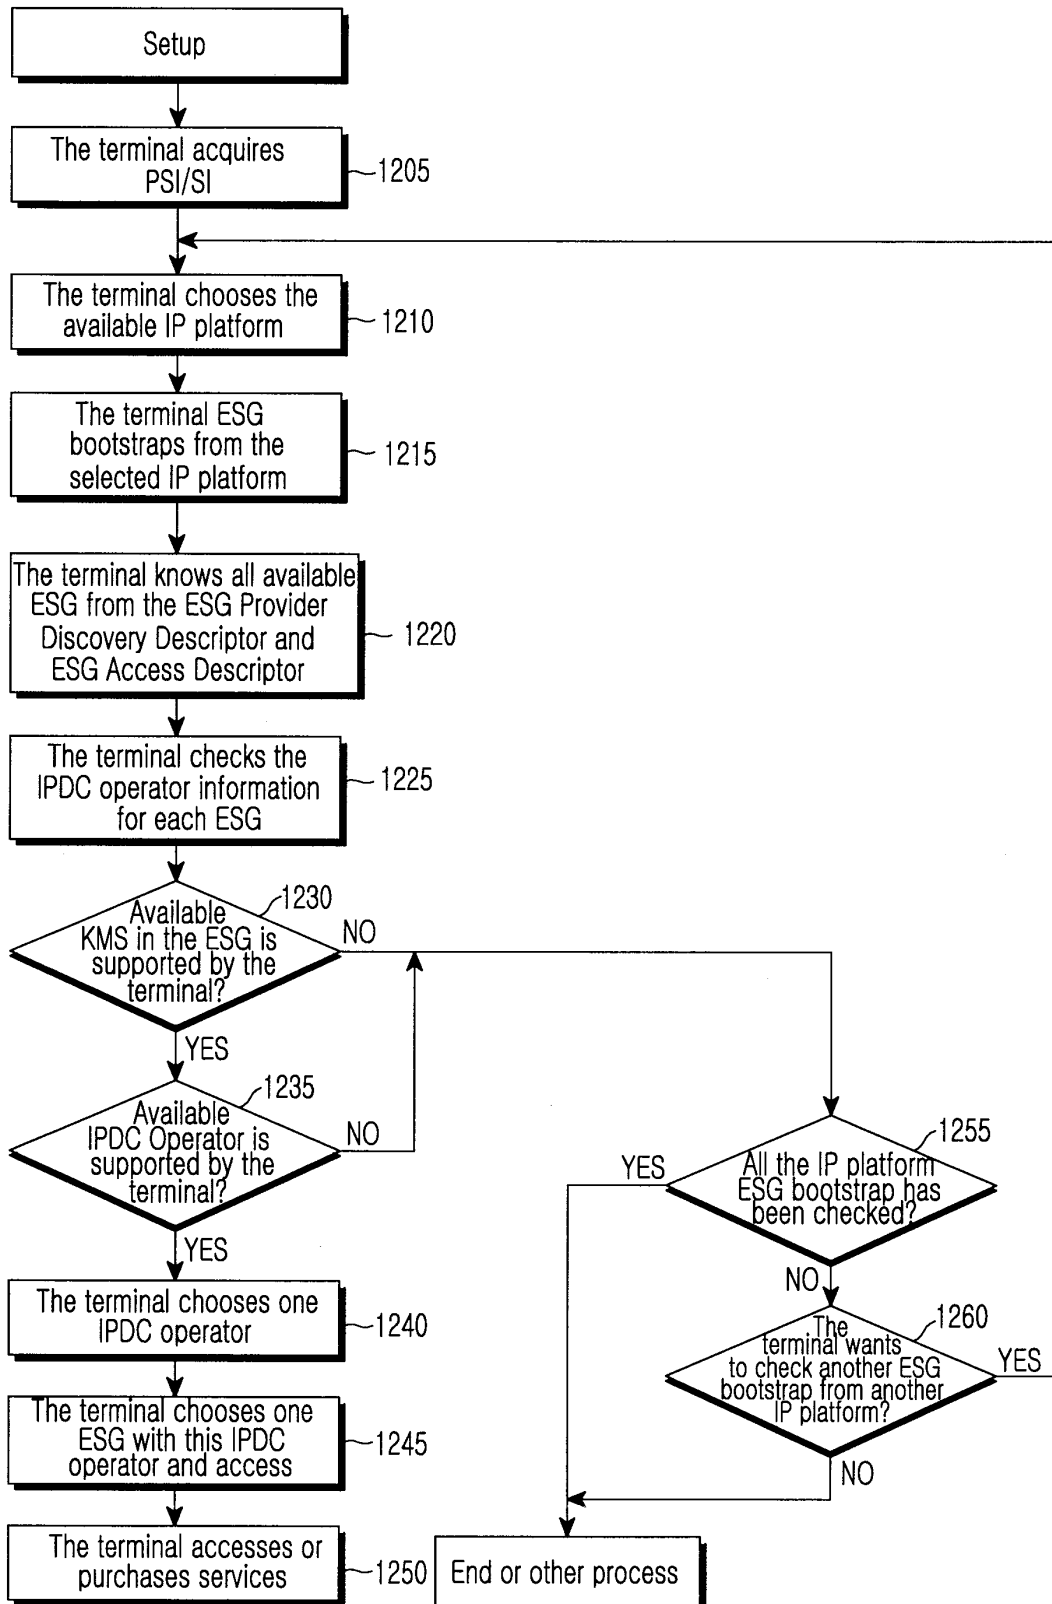 Setup
The terminal acquires
PSI/SI
1205
The terminal chooses the
available IP platform
1210
The terminal ESG
bootstraps from the
selected IP platform
1215
The terminal knows all available
ESG from the ESG Provider
Discovery Descriptor and
ESG Access Descriptor
1220
The terminal checks the
IPDC operator information
for each ESG
1225
1230
Available
KMS in the ESG is
supported by the
terminal?
NO
YES
1235
Available
IPDC Operator is
supported by the
terminal?
NO
YES
The terminal chooses one
IPDC operator
1240
The terminal chooses one
ESG with this IPDC
operator and access
1245
The terminal accesses or
purchases services
1250
1255
YES
All the IP platform
ESG bootstrap has
been checked?
NO
1260
The
terminal wants
to check another ESG
bootstrap from another
IP platform?
YES
NO
End or other process